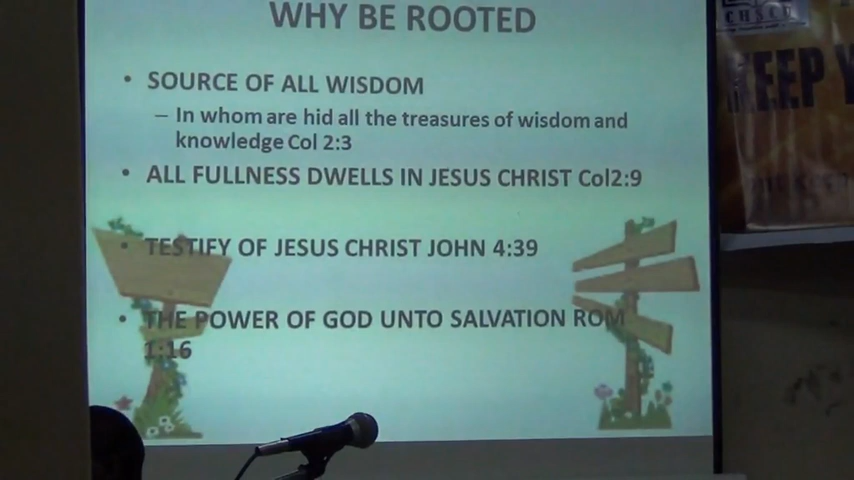 WHY BE ROOTED
• SOURCE OF ALL WISDOM
– In whom are hid all the treasures of wisdom and
knowledge Col 2:3
• ALL FULLNESS DWELLS IN JESUS CHRIST Col2:9
• TESTIFY OF JESUS CHRIST JOHN 4:39
• THE POWER OF GOD UNTO SALVATION ROM
1:16
CHSCF
KEEP Y